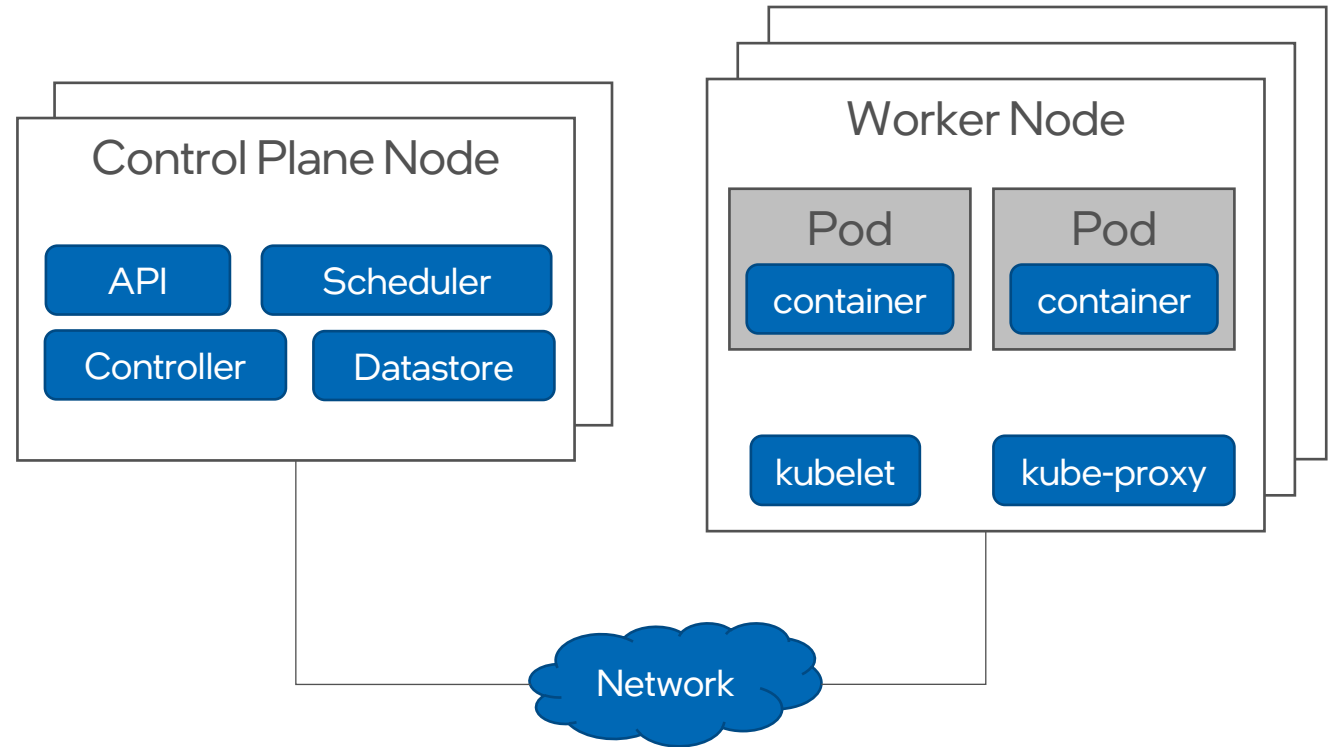 Control Plane Node
API
Scheduler
Controller
Datastore
Worker Node
Pod
container
Pod
container
kubelet
kube-proxy
Network